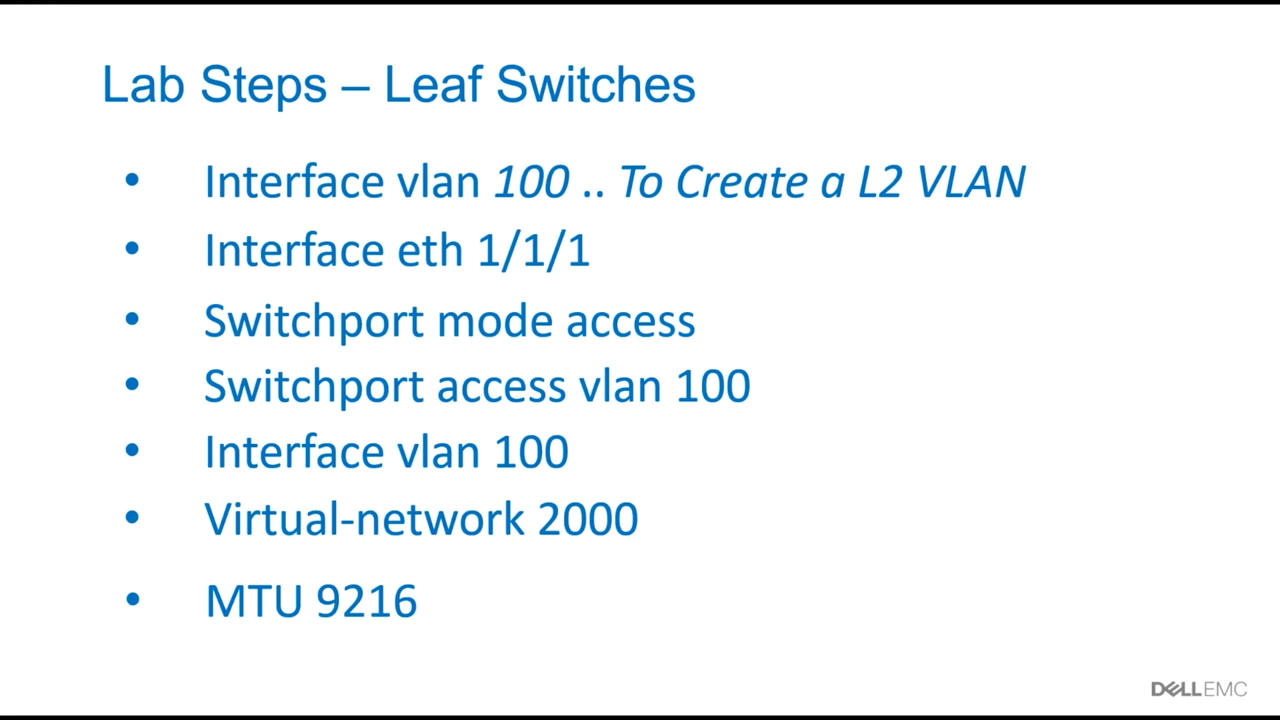 Lab Steps – Leaf Switches
• Interface vlan 100 .. To Create a L2 VLAN
• Interface eth 1/1/1
• Switchport mode access
• Switchport access vlan 100
• Interface vlan 100
• Virtual-network 2000
• MTU 9216
DELLEMC